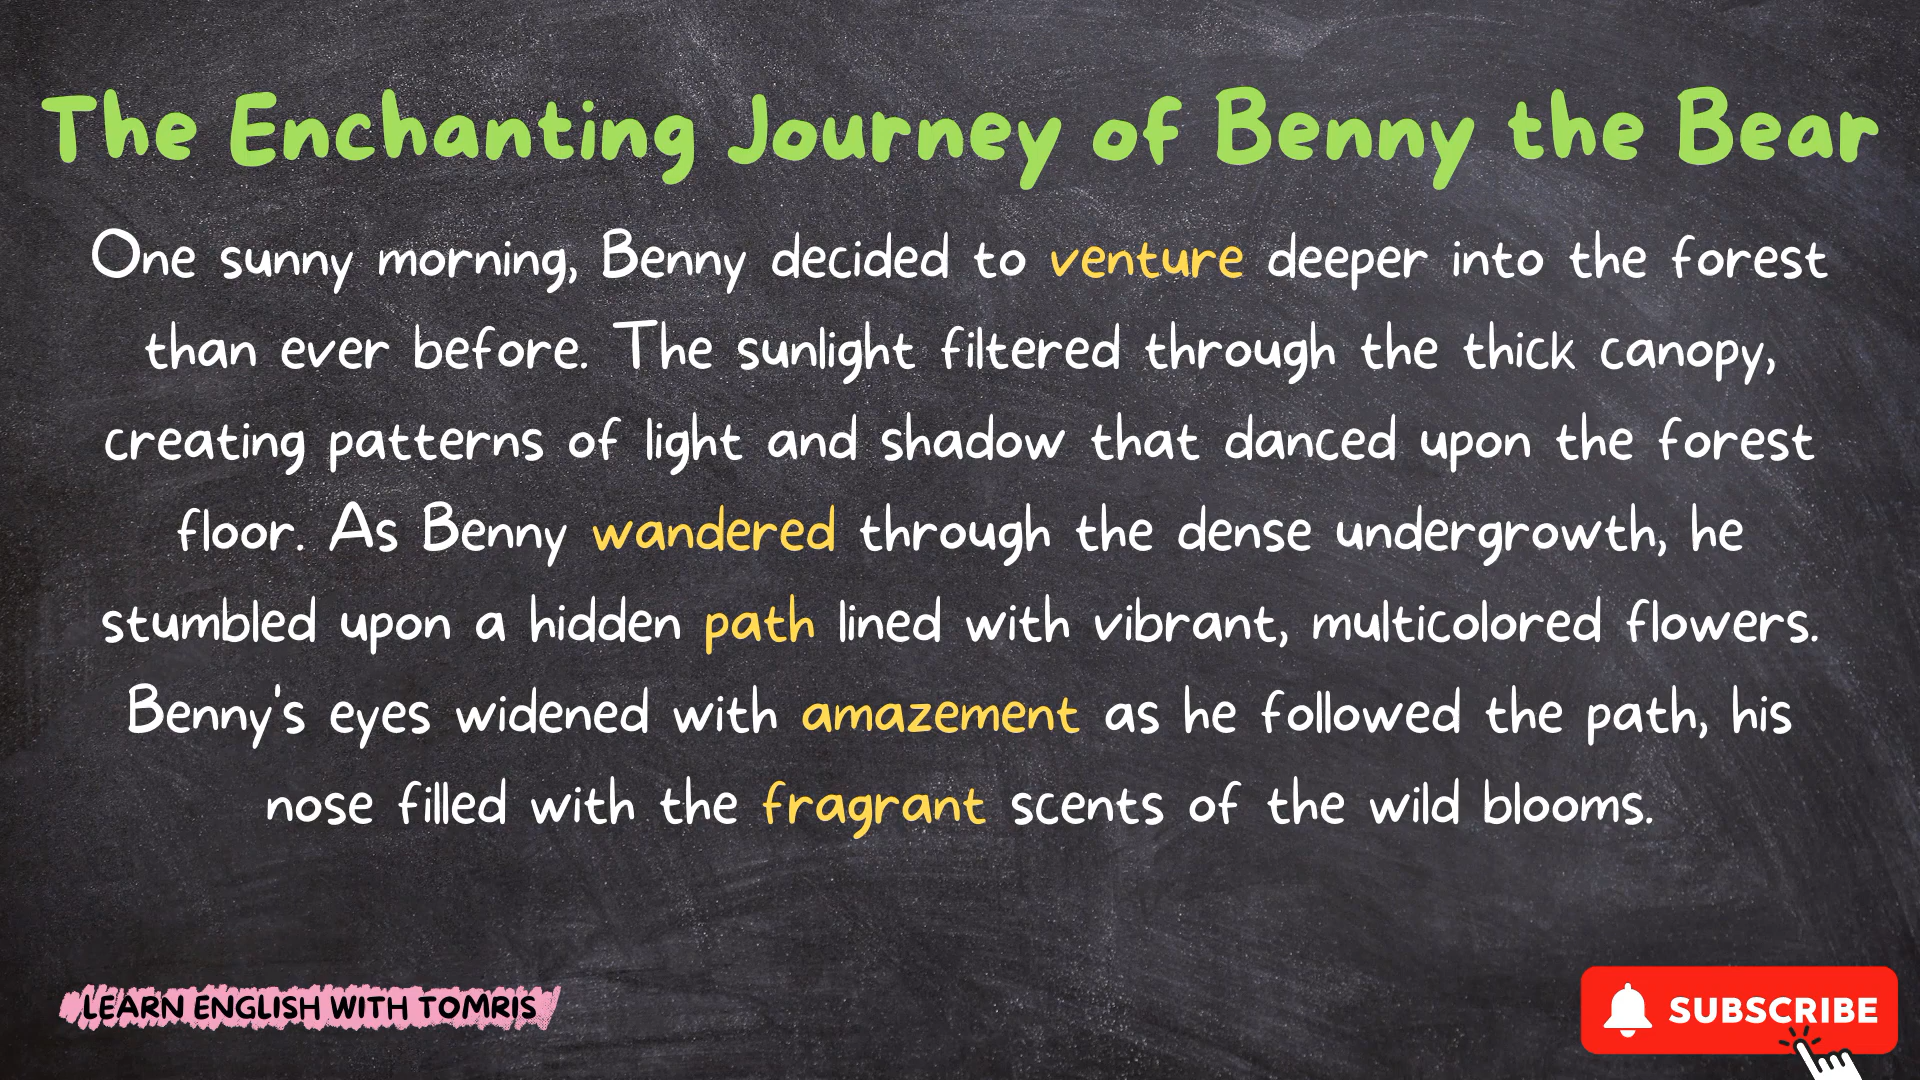 The Enchanting Journey of Benny the Bear
One sunny morning, Benny decided to venture deeper into the forest
than ever before. The sunlight filtered through the thick canopy,
creating patterns of light and shadow that danced upon the forest
floor. As Benny wandered through the dense undergrowth, he
stumbled upon a hidden path lined with vibrant, multicolored flowers.
Benny's eyes widened with amazement as he followed the path, his
nose filled with the fragrant scents of the wild blooms.
LEARN ENGLISH WITH TOMRIS
SUBSCRIBE